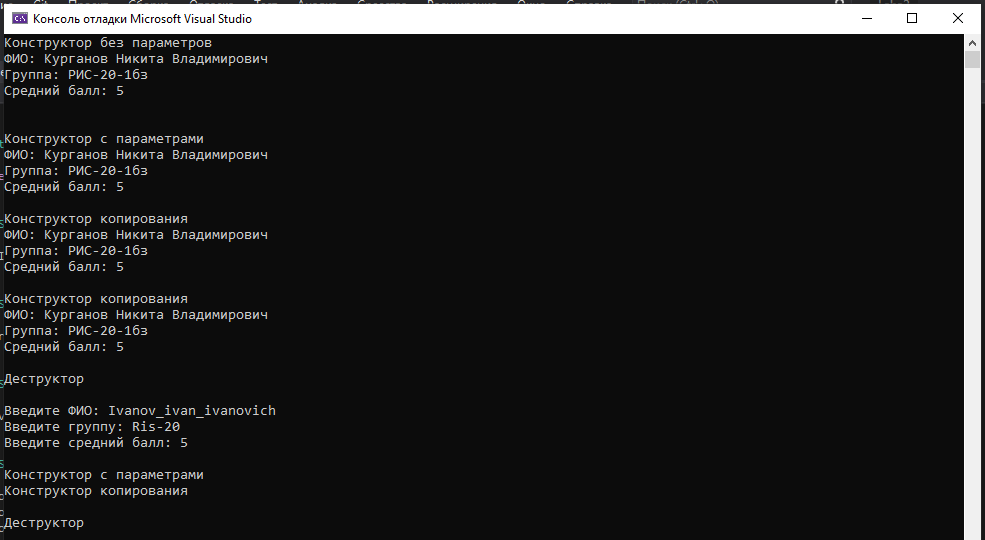 Консоль отладки Microsoft Visual Studio
Конструктор без параметров
ФИО: Курганов Никита Владимирович
Группа: РИС-20-1бз
Средний балл: 5
Конструктор с параметрами
ФИО: Курганов Никита Владимирович
Группа: РИС-20-1бз
Средний балл: 5
Конструктор копирования
ФИО: Курганов Никита Владимирович
Группа: РИС-20-1бз
Средний балл: 5
Конструктор копирования
ФИО: Курганов Никита Владимирович
Группа: РИС-20-1бз
Средний балл: 5
Деструктор
Введите ФИО: Ivanov_ivan_ivanovich
Введите группу: Ris-20
Введите средний балл: 5
Конструктор с параметрами
Конструктор копирования
Деструктор